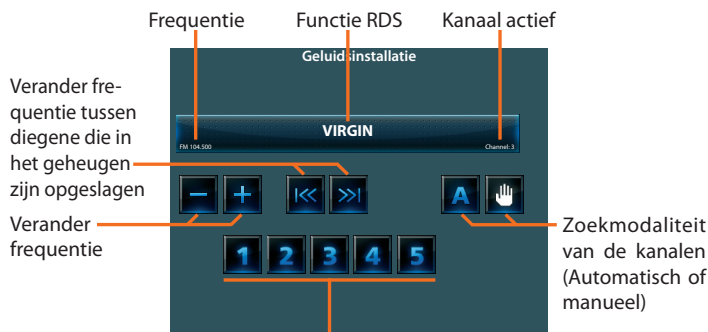 Frequentie
Functie RDS
Kanaal actief
Geluidsinstallatie
Verander fre-
quentie tussen
diegene die in
het geheugen
zijn opgeslagen
VIRGIN
FM 104.500
Channel: 3
A
Verander
frequentie
Zoekmodaliteit
van de kanalen
(Automatisch of
manueel)
1 2 3 4 5